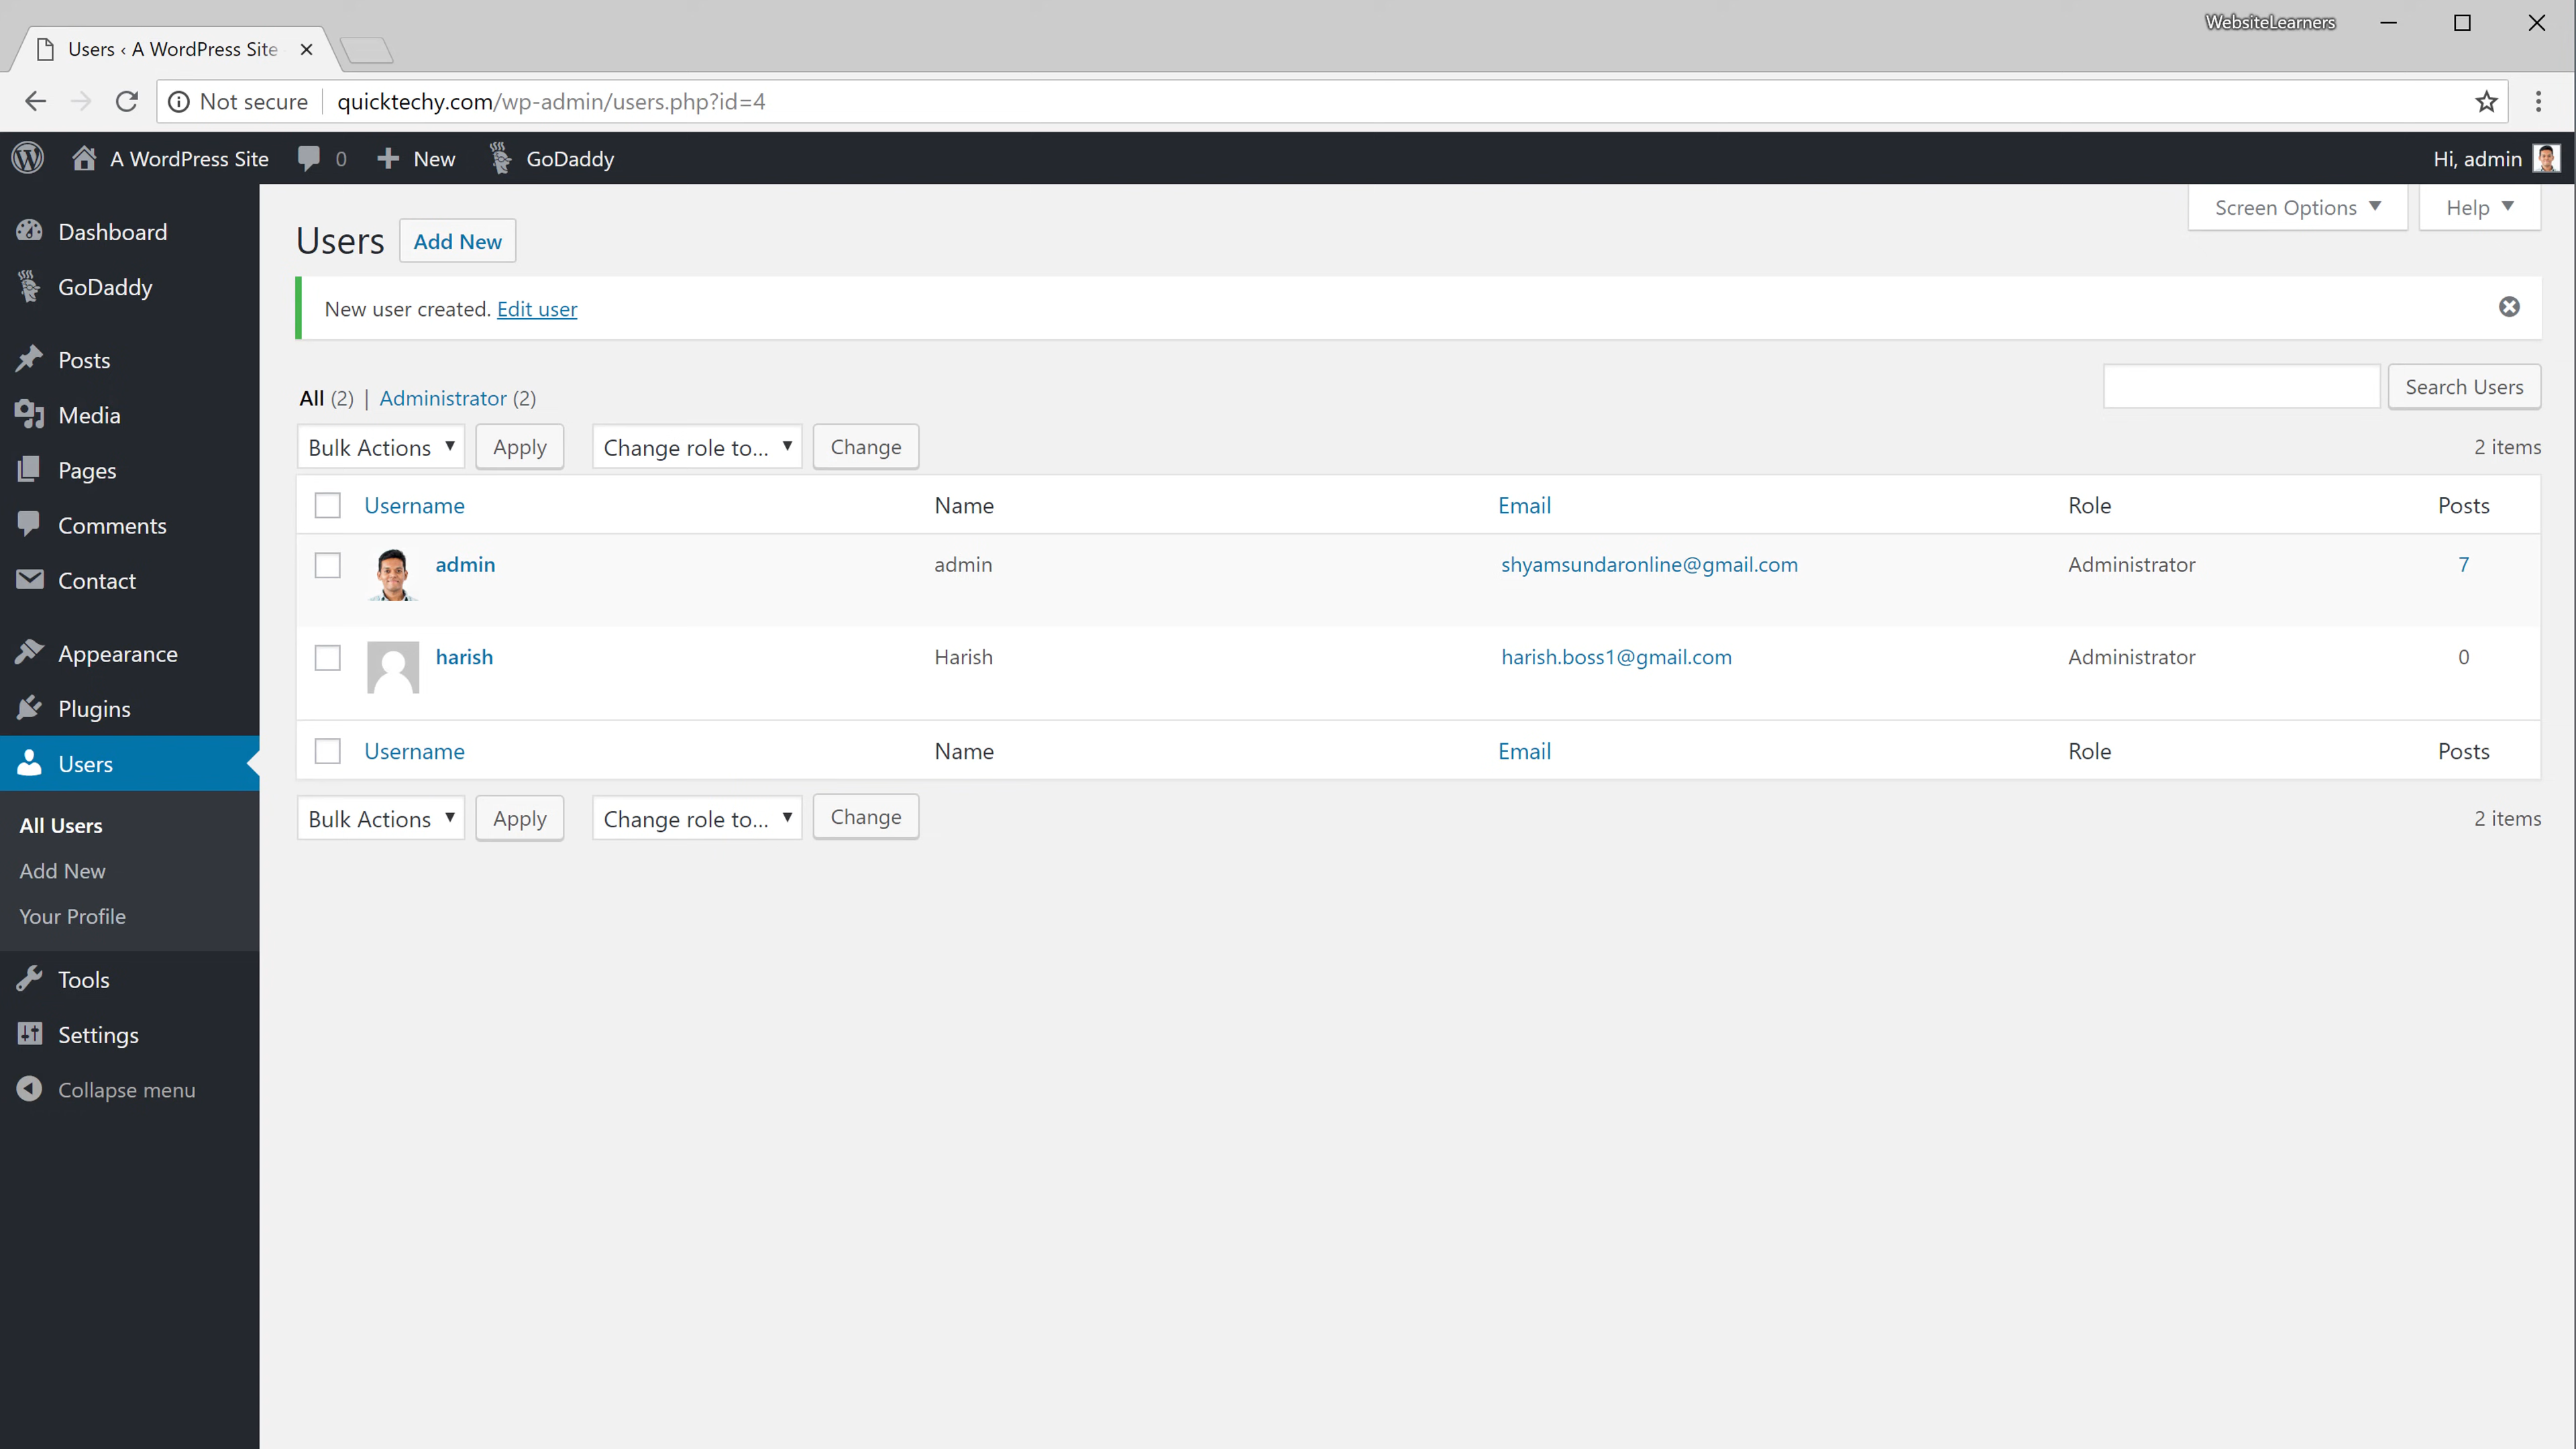 WebsiteLearners
Users ‹ A WordPress Site
Not secure quicktechy.com/wp-admin/users.php?id=4
A WordPress Site 0 New GoDaddy Hi, admin
Dashboard
GoDaddy
Posts
Media
Pages
Comments
Contact
Appearance
Plugins
Users
All Users
Add New
Your Profile
Tools
Settings
Collapse menu
Screen Options ▼ Help ▼
Users Add New
New user created. Edit user
All (2) | Administrator (2)
Search Users
Bulk Actions ▼ Apply Change role to... ▼ Change 2 items
Username Name Email Role Posts
admin admin shyamsundaronline@gmail.com Administrator 7
harish Harish harish.boss1@gmail.com Administrator 0
Username Name Email Role Posts
Bulk Actions ▼ Apply Change role to... ▼ Change 2 items